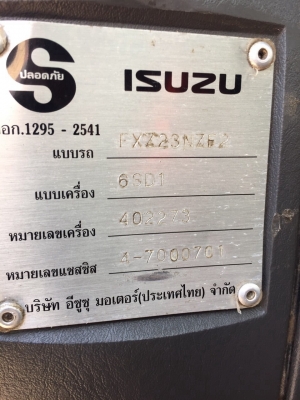 S
ปลอดภัย
ISUZU
มอก.1295 - 2541
แบบรถ
แบบเครื่อง 6SD1
หมายเลขเครื่อง 402273
หมายเลขแชสซิส 4-7000701
บริษัท อีซูซุ มอเตอร์(ประเทศไทย) จำกัด